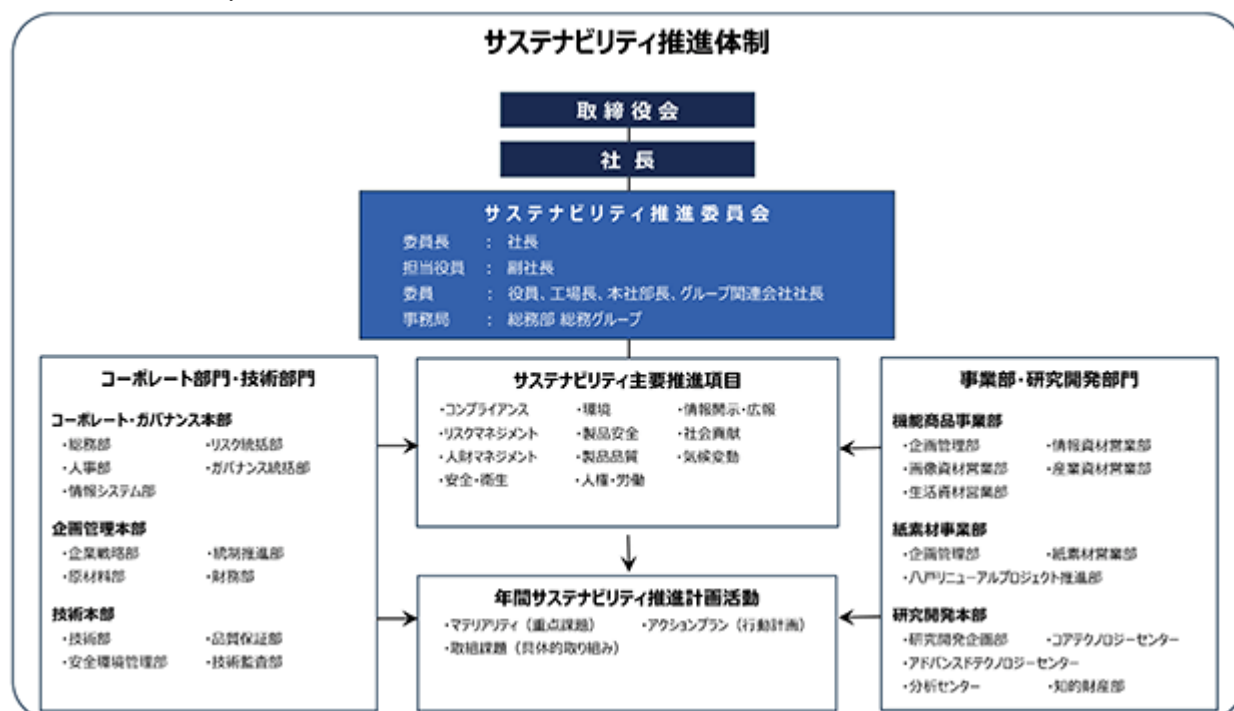 サステナビリティ推進体制
取締役会
社長
サステナビリティ推進委員会
委員長 : 社長
担当役員 : 副社長
委員 : 役員、工場長、本社部長、グループ関連会社社長
事務局 : 総務部 総務グループ
コーポレート部門・技術部門
コーポレート・ガバナンス本部
・総務部 ・リスク統括部
・人事部 ・ガバナンス統括部
・情報システム部
企画管理本部
・企業戦略部 ・統制推進部
・原材料部 ・財務部
技術本部
・技術部 ・品質保証部
・安全環境管理部 ・技術監査部
サステナビリティ主要推進項目
・コンプライアンス ・環境 ・情報開示・広報
・リスクマネジメント ・製品安全 ・社会貢献
・人財マネジメント ・製品品質 ・気候変動
・安全・衛生 ・人権・労働
年間サステナビリティ推進計画活動
・マテリアリティ（重点課題） ・アクションプラン（行動計画）
・取組課題（具体的取り組み）
事業部・研究開発部門
機能商品事業部
・企画管理部 ・情報資材営業部
・画像資材営業部 ・産業資材営業部
・生活資材営業部
紙素材事業部
・企画管理部 ・紙素材営業部
・八戸リニューアルプロジェクト推進部
研究開発本部
・研究開発企画部 ・コアテクノロジーセンター
・アドバンスドテクノロジーセンター
・分析センター ・知的財産部